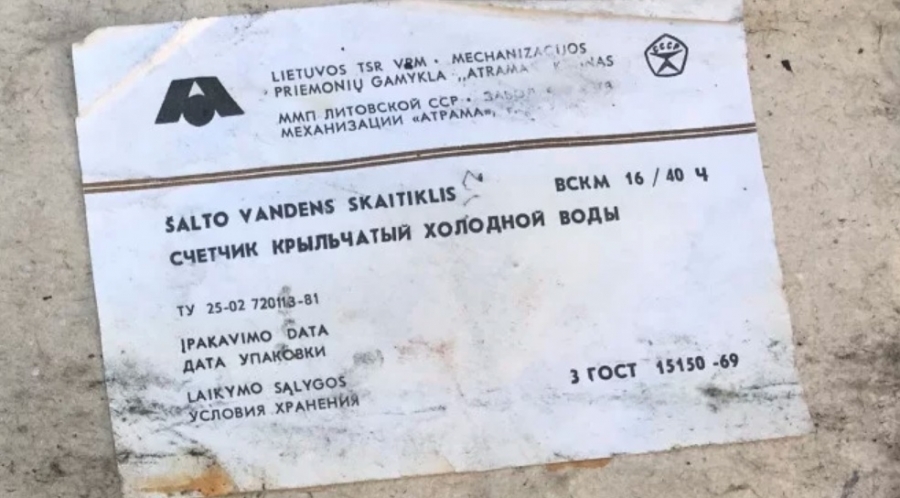 LIETUVOS TSR VPM • MECHANIZACIJOS
PRIEMONIŲ GAMYKLA „ATRAMA“
ММП ЛИТОВСКОЙ ССР •
МЕХАНИЗАЦИИ «АТРАМА»,
СССР
ŠALTO VANDENS SKAITIKLIS
ВСКМ 16 / 40 Ч
СЧЕТЧИК КРЫЛЬЧАТЫЙ ХОЛОДНОЙ ВОДЫ
ТУ 25-02 720113-81
ĮPAKAVIMO DATA
ДАТА УПАКОВКИ
LAIKYMO SĄLYGOS
УСЛОВИЯ ХРАНЕНИЯ
3 ГОСТ 15150 -69